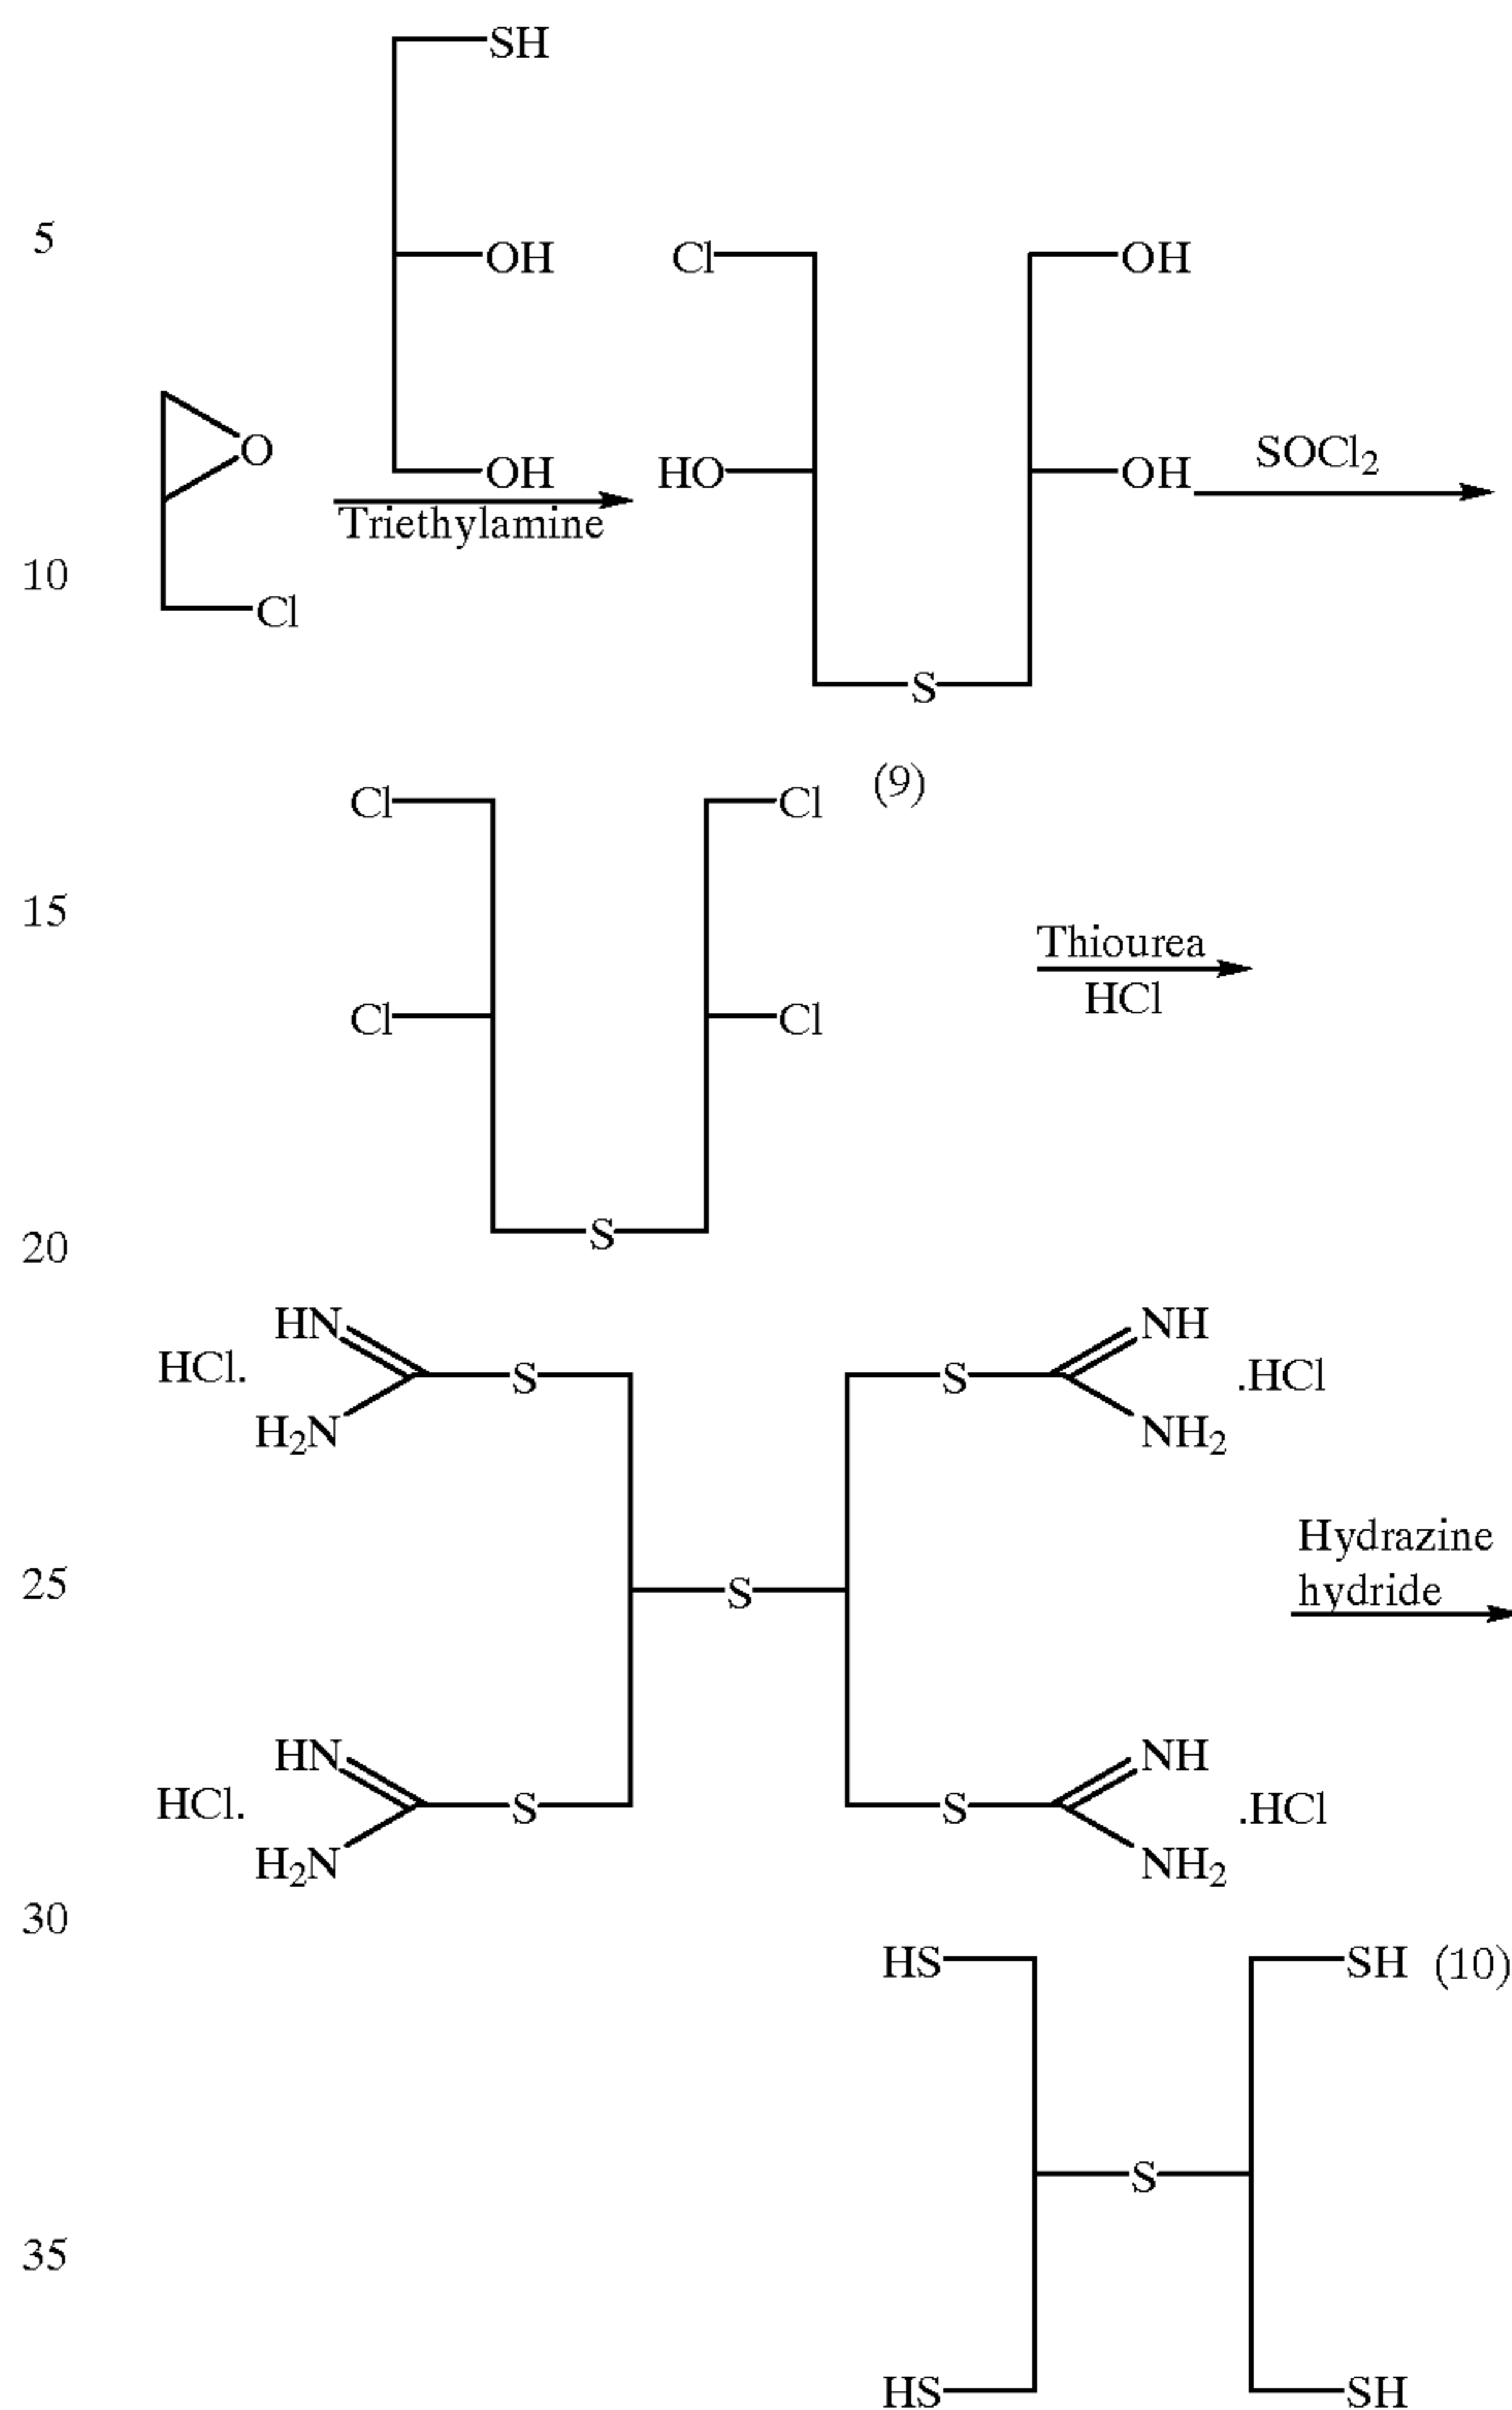 SH
5
OH
Cl
OH
O
HO
OH
SOCl2
OH
Triethylamine
10
Cl
S
(9)
Cl
Cl
15
Thiourea
Cl
Cl
HCl
20
S
HN
NH
HCl.
S
S
.HCl
H2N
NH2
Hydrazine
25
S
hydride
HN
NH
HCl.
S
S
.HCl
H2N
NH2
30
HS
SH
(10)
S
35
HS
SH